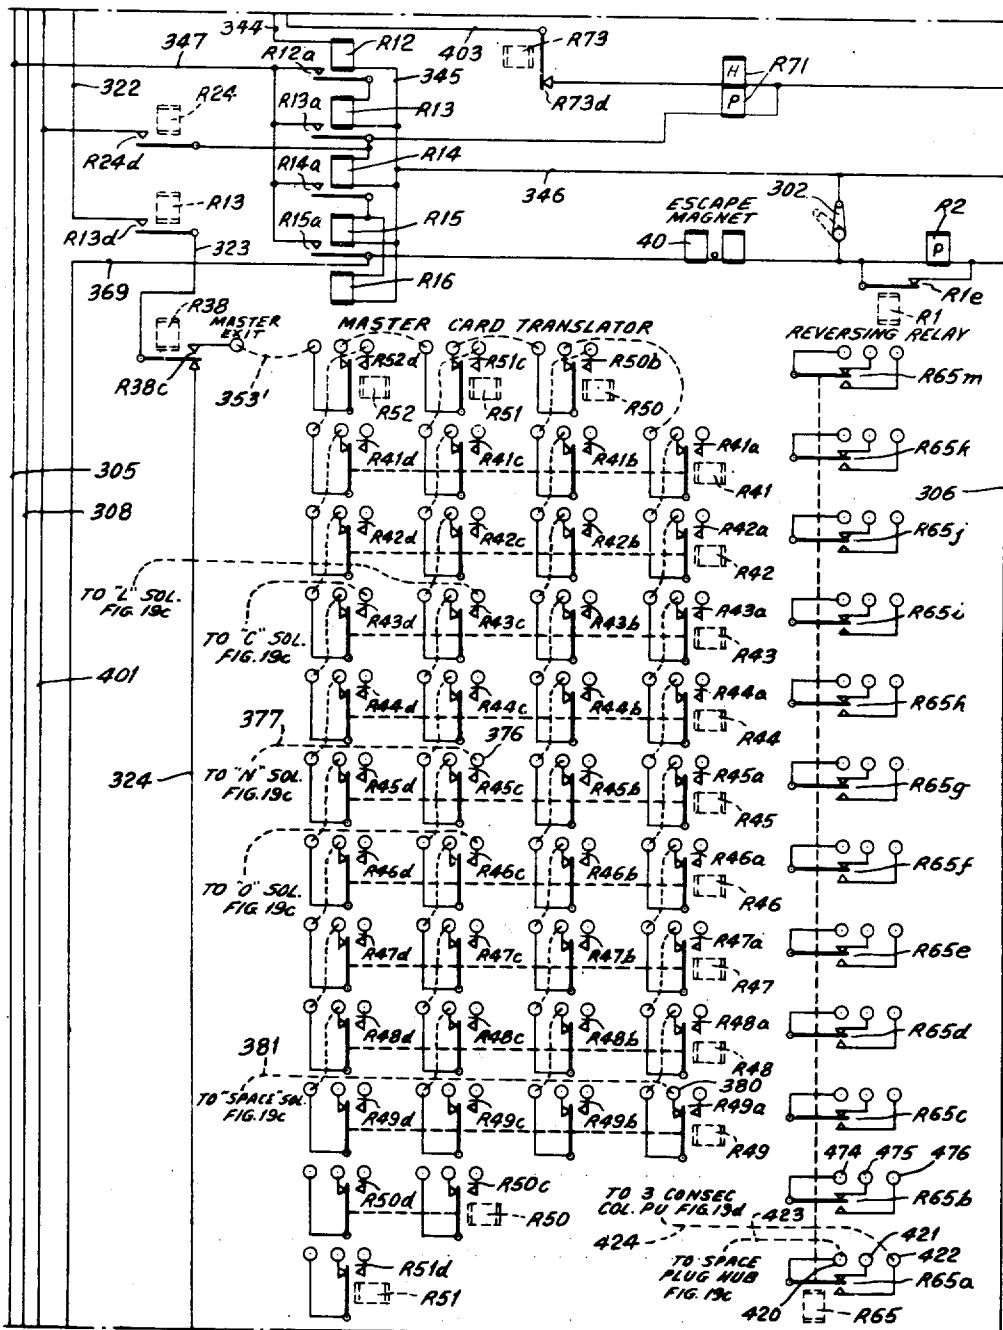 344 403 R73 R12
347 R12a 345 H R71
322 R24 R13a R13 R73d P
R24d R14a R14
R13 346 302
R15a R15 ESCAPE MAGNET R2
R13d 323 40 P
369 R16 R1e
R38 R1
MASTER EXIT MASTER CARD TRANSLATOR REVERSING RELAY
R38c 353' R52d R51c R50b R65m
R52 R51 R50
305 R41d R41c R41b R41a R65k
R41 306
308
R42d R42c R42b R42a R65j
R42
TO "L" SOL. FIG. 19c
R43d R43c R43b R43a R65i
TO "C" SOL. FIG. 19c R43
401
R44d R44c R44b R44a R65h
377 376 R44
324 TO "N" SOL. FIG. 19c
R45d R45c R45b R45a R65g
R45
R46d R46c R46b R46a R65f
TO "O" SOL. FIG. 19c R46
R47d R47c R47b R47a R65e
R47
R48d R48c R48b R48a R65d
381 R48
TO "SPACE" SOL. FIG. 19c 380
R49d R49c R49b R49a R65c
R49
474 475 476
R50d R50c R65b
R50 TO 3 CONSEC COL. PU FIG. 19d
424 423
421
R51d TO SPACE PLUG HUB FIG. 19c 422
R51 R65a
420 R65